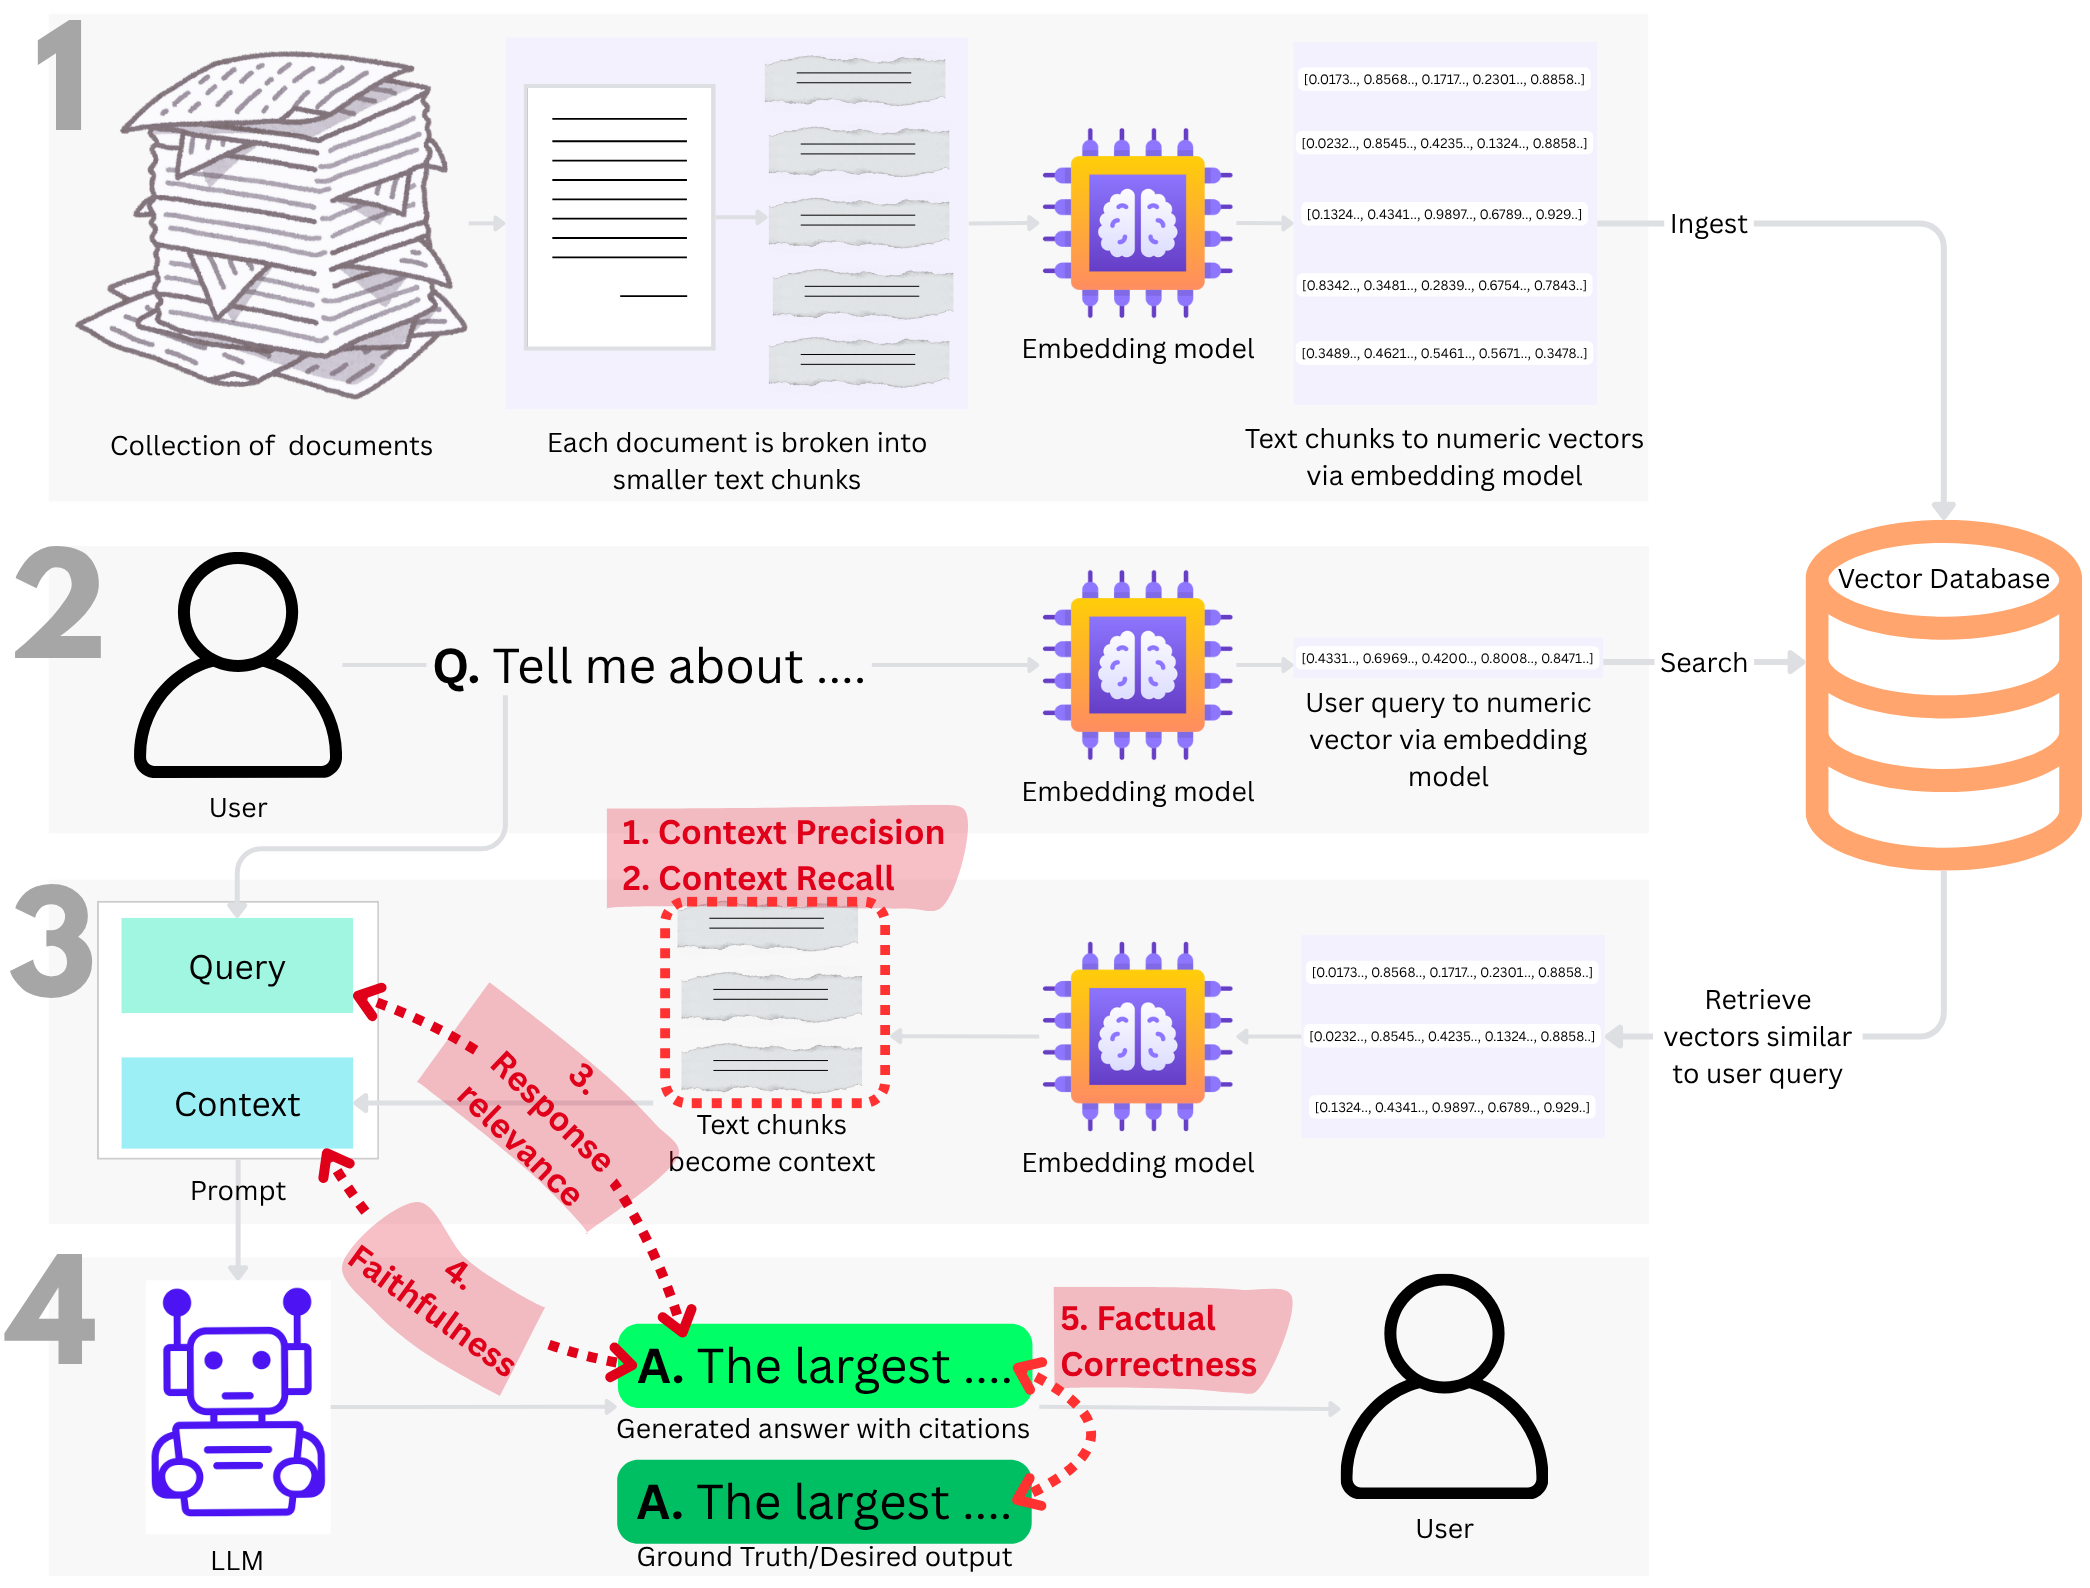 1
[0.0173.., 0.8568.., 0.1717.., 0.2301.., 0.8858..]
[0.0232.., 0.8545.., 0.4235.., 0.1324.., 0.8858..]
[0.1324.., 0.4341.., 0.9897.., 0.6789.., 0.929..]
[0.8342.., 0.3481.., 0.2839.., 0.6754.., 0.7843..]
[0.3489.., 0.4621.., 0.5461.., 0.5671.., 0.3478..]
Ingest
Embedding model
Collection of documents
Each document is broken into
smaller text chunks
Text chunks to numeric vectors
via embedding model
2
Vector Database
Q. Tell me about ....
[0.4331.., 0.6969.., 0.4200.., 0.8008.., 0.8471..]
Search
User query to numeric
vector via embedding
model
Embedding model
User
1. Context Precision
2. Context Recall
3
Query
Context
Prompt
3.
Response
relevance
Text chunks
become context
Embedding model
[0.0173.., 0.8568.., 0.1717.., 0.2301.., 0.8858..]
[0.0232.., 0.8545.., 0.4235.., 0.1324.., 0.8858..]
[0.1324.., 0.4341.., 0.9897.., 0.6789.., 0.929..]
Retrieve
vectors similar
to user query
4
4.
Faithfulness
LLM
A. The largest ....
Generated answer with citations
A. The largest ....
Ground Truth/Desired output
5. Factual
Correctness
User